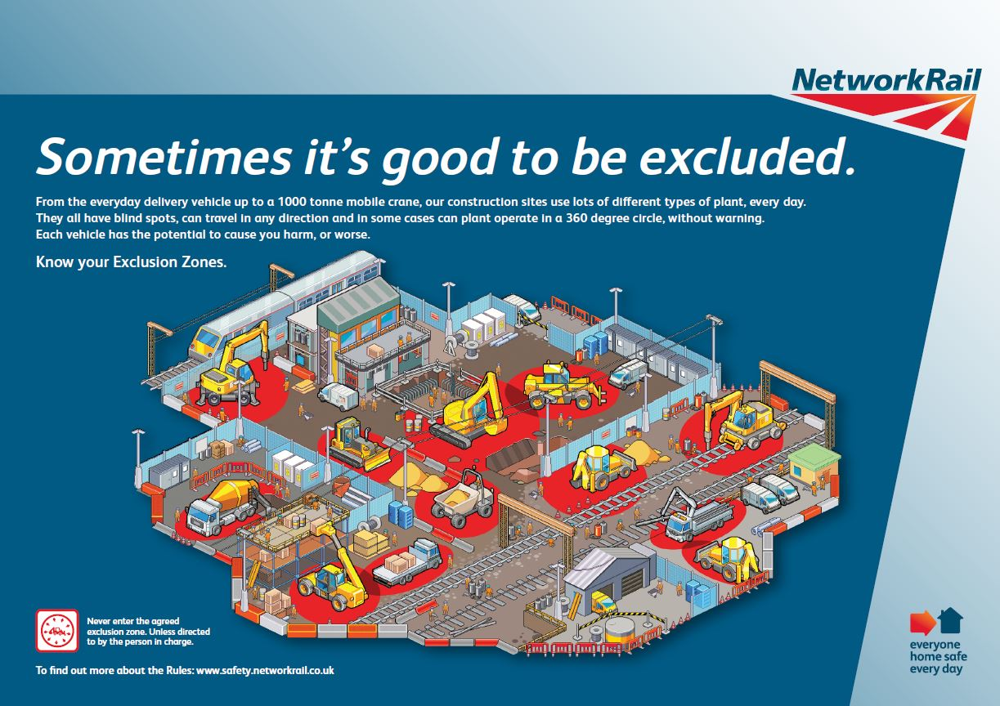 NetworkRail
Sometimes it's good to be excluded.
From the everyday delivery vehicle up to a 1000 tonne mobile crane, our construction sites use lots of different types of plant, every day.
They all have blind spots, can travel in any direction and in some cases can plant operate in a 360 degree circle, without warning.
Each vehicle has the potential to cause you harm, or worse.
Know your Exclusion Zones.
Never enter the agreed
exclusion zone. Unless directed
to by the person in charge.
To find out more about the Rules: www.safety.networkrail.co.uk
everyone
home safe
every day